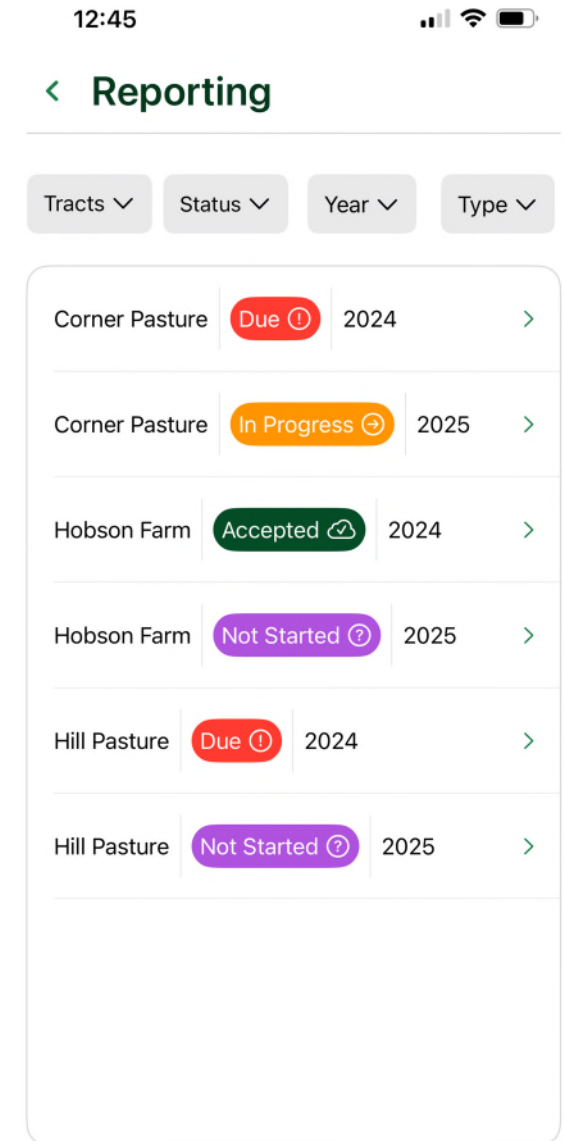 12:45
Reporting
Tracts Status Year Type
Corner Pasture Due 2024
Corner Pasture In Progress 2025
Hobson Farm Accepted 2024
Hobson Farm Not Started 2025
Hill Pasture Due 2024
Hill Pasture Not Started 2025